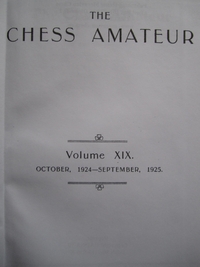 THE
CHESS AMATEUR
Volume XIX.
OCTOBER, 1924—SEPTEMBER, 1925.